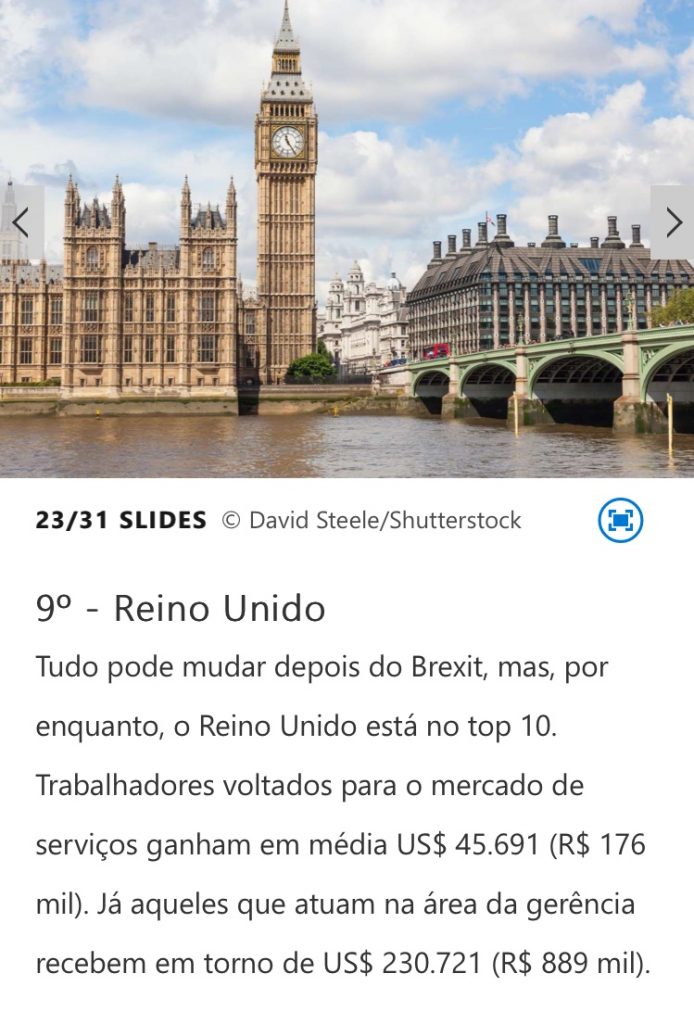 23/31 SLIDES © David Steele/Shutterstock
9º - Reino Unido
Tudo pode mudar depois do Brexit, mas, por
enquanto, o Reino Unido está no top 10.
Trabalhadores voltados para o mercado de
serviços ganham em média US$ 45.691 (R$ 176
mil). Já aqueles que atuam na área da gerência
recebem em torno de US$ 230.721 (R$ 889 mil).